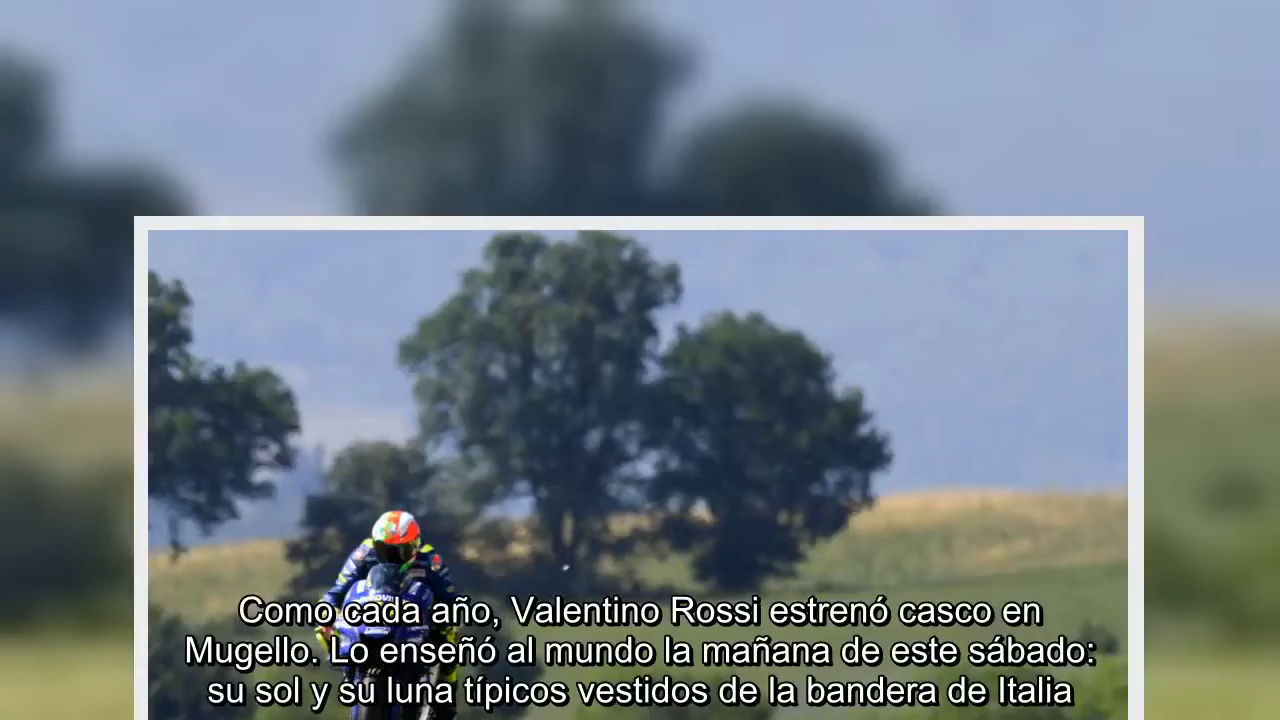 Como cada año, Valentino Rossi estrenó casco en
Mugello. Lo enseñó al mundo la mañana de este sábado:
su sol y su luna típicos vestidos de la bandera de Italia